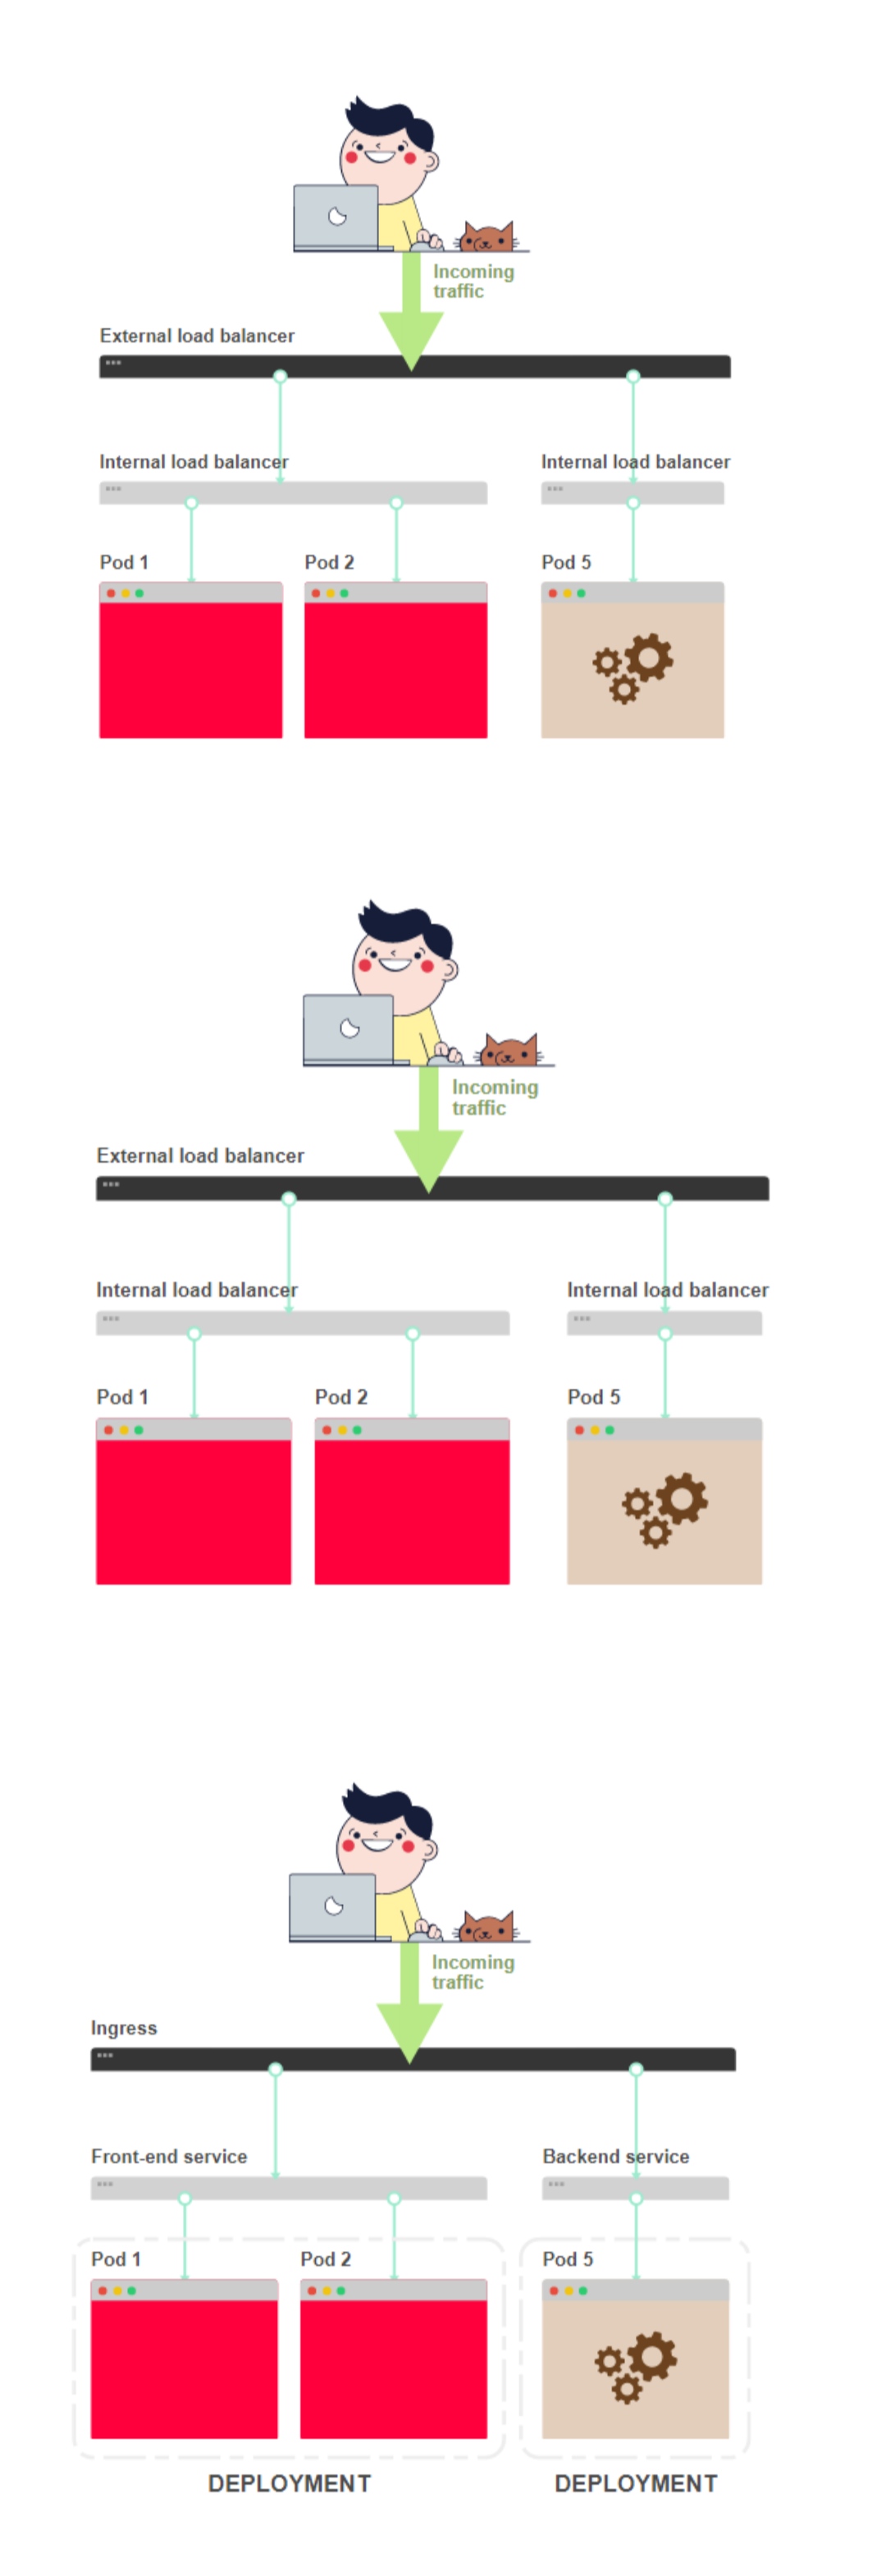 Incoming
traffic
External load balancer
Internal load balancer
Internal load balancer
Pod 1
Pod 2
Pod 5
Incoming
traffic
External load balancer
Internal load balancer
Internal load balancer
Pod 1
Pod 2
Pod 5
Incoming
traffic
Ingress
Front-end service
Backend service
Pod 1
Pod 2
Pod 5
DEPLOYMENT
DEPLOYMENT